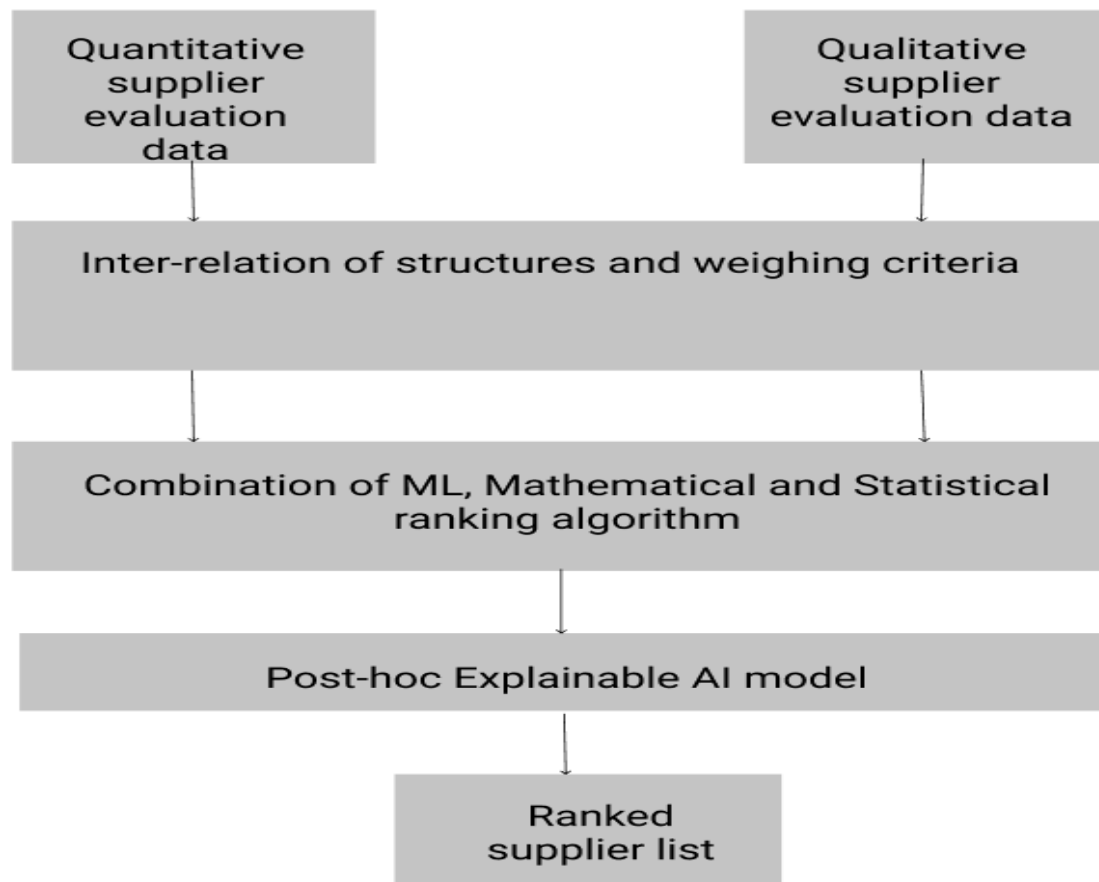 Quantitative
supplier
evaluation
data
Qualitative
supplier
evaluation data
Inter-relation of structures and weighing criteria
Combination of ML, Mathematical and Statistical
ranking algorithm
Post-hoc Explainable AI model
Ranked
supplier list